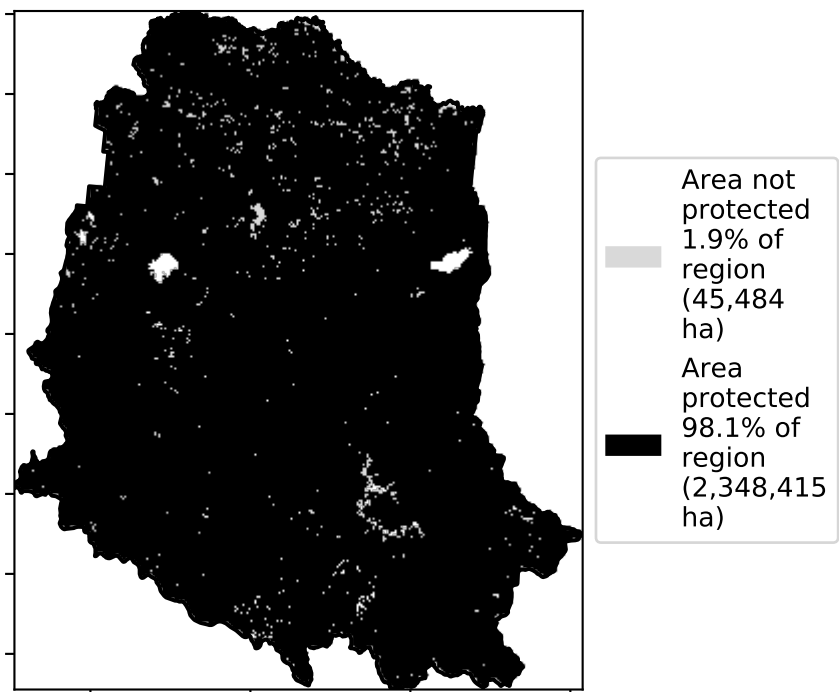 Area not
protected
1.9% of
region
(45,484
ha)
Area
protected
98.1% of
region
(2,348,415
ha)